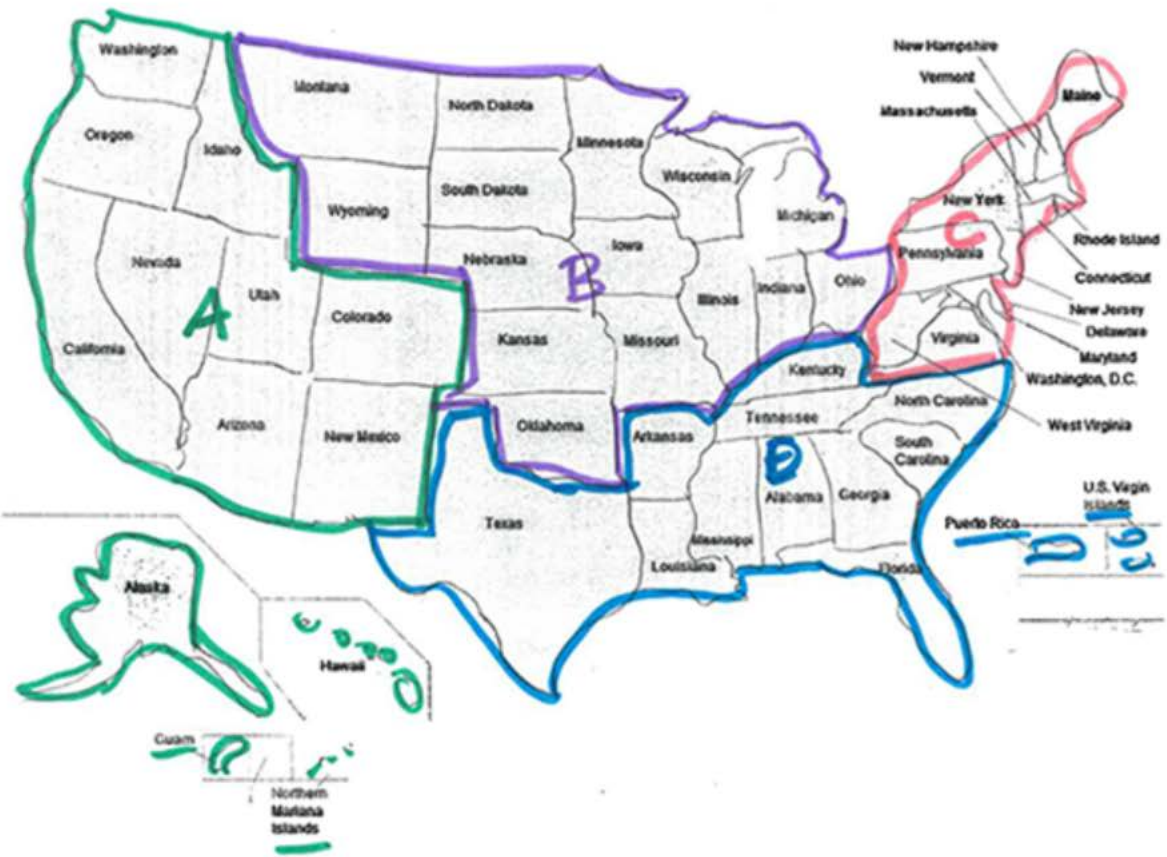 Washington
Montana
North Dakota
Minnesota
Oregon
Idaho
Wyoming
South Dakota
Wisconsin
Michigan
New Hampshire
Vermont
Massachusetts
Maine
New York
C
Pennsylvania
Rhode Island
Connecticut
New Jersey
Delaware
Maryland
Washington, D.C.
West Virginia
Virginia
Nevada
Utah
Colorado
A
California
Arizona
New Mexico
Nebraska
B
Iowa
Illinois
Indiana
Ohio
Kansas
Missouri
Oklahoma
Kentucky
Tennessee
North Carolina
Arkansas
South
Carolina
D
Alabama
Georgia
Texas
Mississippi
Louisiana
Florida
U.S. Virgin
Islands
Puerto Rico
Alaska
Hawaii
Guam
Northern
Mariana
Islands